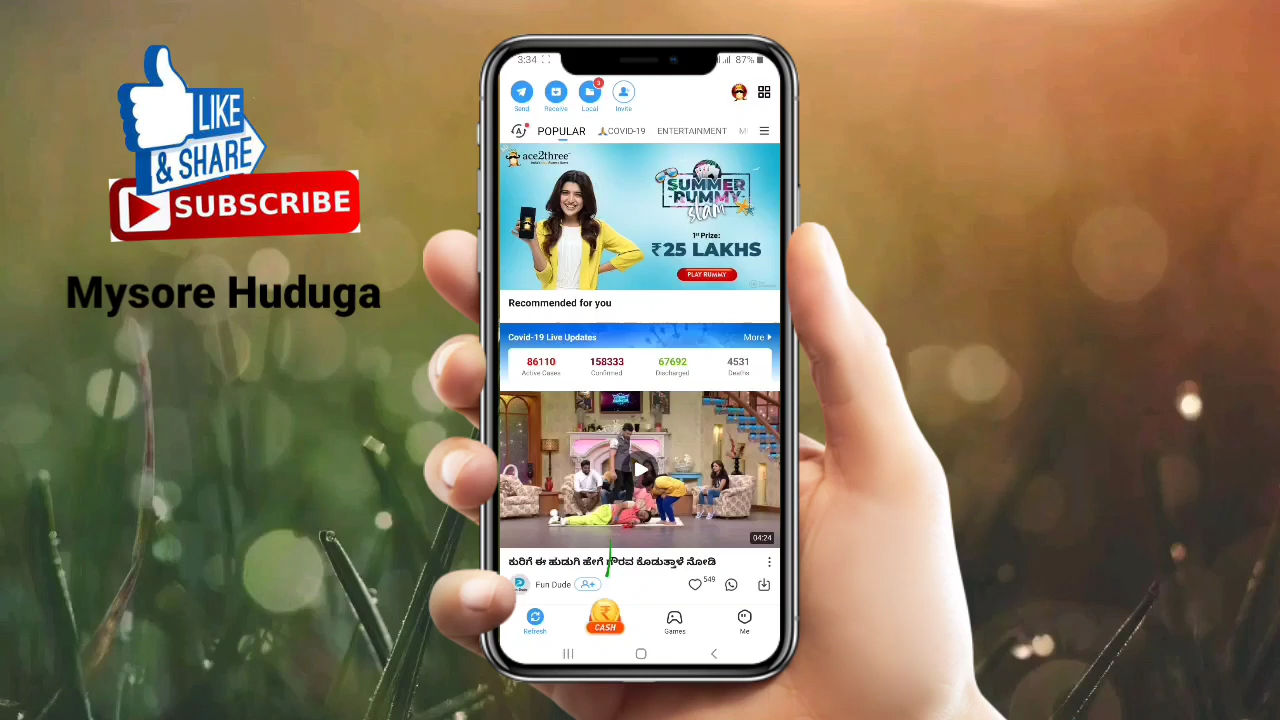 LIKE
& SHARE
SUBSCRIBE
Mysore Huduga
3:34
87%
Send
Receive
Local
3
Invite
POPULAR
COVID-19
ENTERTAINMENT
ace2three
SUMMER
RUMMY
slam
1st Prize:
₹25 LAKHS
PLAY RUMMY
Recommended for you
Covid-19 Live Updates
More
86110
158333
67692
4531
Active Cases
Confirmed
Discharged
Deaths
04:24
ಕುರಿಗೆ ಈ ಹುಡುಗಿ ಹೇಗೆ ಗೌರವ ಕೊಡುತ್ತಾಳೆ ನೋಡಿ
Fun Dude
549
Refresh
CASH
Games
Me